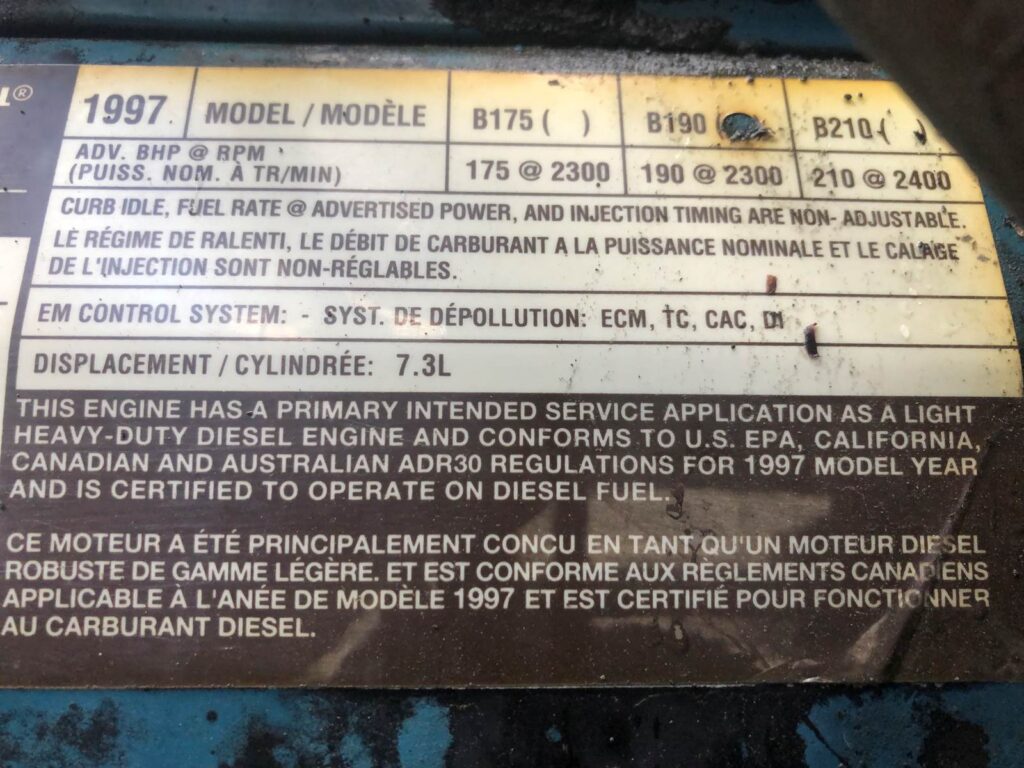 L®
1997 MODEL / MODÈLE B175 ( ) B190 ( B210 ( )
ADV. BHP @ RPM
(PUISS. NOM. À TR/MIN) 175 @ 2300 190 @ 2300 210 @ 2400
CURB IDLE, FUEL RATE @ ADVERTISED POWER, AND INJECTION TIMING ARE NON- ADJUSTABLE.
LE RÉGIME DE RALENTI, LE DÉBIT DE CARBURANT A LA PUISSANCE NOMINALE ET LE CALAGE
DE L'INJECTION SONT NON-RÉGLABLES.
EM CONTROL SYSTEM: - SYST. DE DÉPOLLUTION: ECM, TC, CAC, DI
DISPLACEMENT / CYLINDRÉE: 7.3L
THIS ENGINE HAS A PRIMARY INTENDED SERVICE APPLICATION AS A LIGHT
HEAVY-DUTY DIESEL ENGINE AND CONFORMS TO U.S. EPA, CALIFORNIA,
CANADIAN AND AUSTRALIAN ADR30 REGULATIONS FOR 1997 MODEL YEAR
AND IS CERTIFIED TO OPERATE ON DIESEL FUEL.
CE MOTEUR A ÉTÉ PRINCIPALEMENT CONCU EN TANT QU'UN MOTEUR DIESEL
ROBUSTE DE GAMME LÉGÈRE. ET EST CONFORME AUX RÈGLEMENTS CANADIENS
APPLICABLE À L'ANÉE DE MODÈLE 1997 ET EST CERTIFIÉ POUR FONCTIONNER
AU CARBURANT DIESEL.